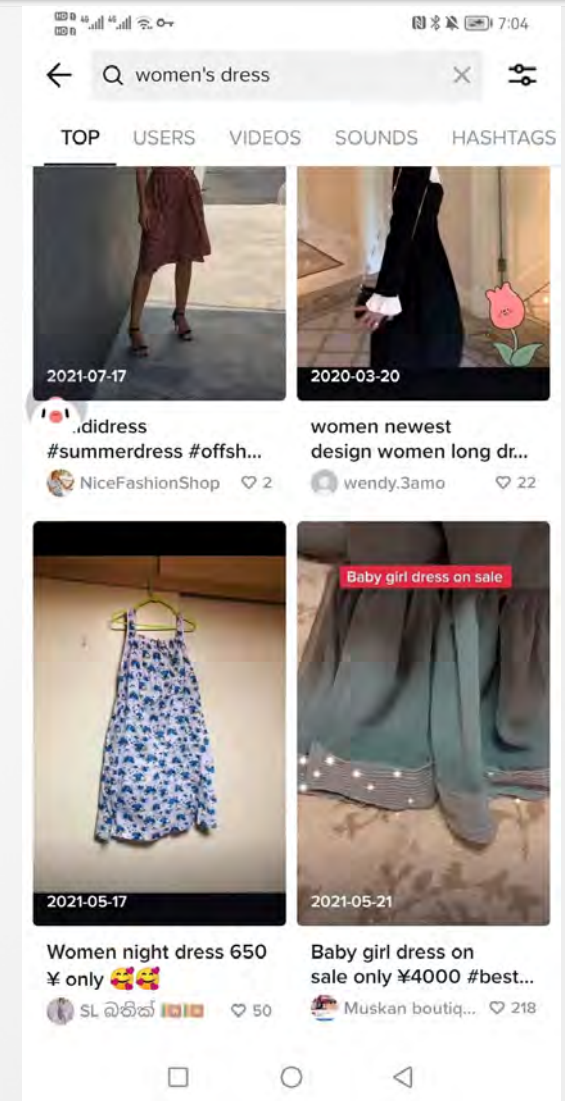 7:04
women's dress
TOP USERS VIDEOS SOUNDS HASHTAGS
2021-07-17
2020-03-20
#summerdress #offsh...
NiceFashionShop 2
women newest
design women long dr...
wendy.3amo 22
Baby girl dress on sale
2021-05-17
2021-05-21
Women night dress 650
¥ only 🥰🥰
SL බතික් 🇱🇰🇱🇰 50
Baby girl dress on
sale only ¥4000 #best...
Muskan boutiq... 218